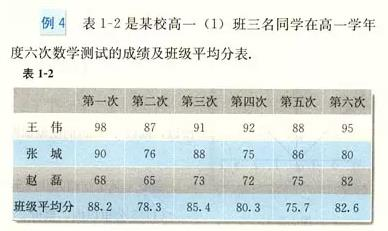 例4 表1-2是某校高一（1）班三名同学在高一学年
度六次数学测试的成绩及班级平均分表.
表1-2
第一次 第二次 第三次 第四次 第五次 第六次
王 伟 98 87 91 92 88 95
张 城 90 76 88 75 86 80
赵 磊 68 65 73 72 75 82
班级平均分 88.2 78.3 85.4 80.3 75.7 82.6